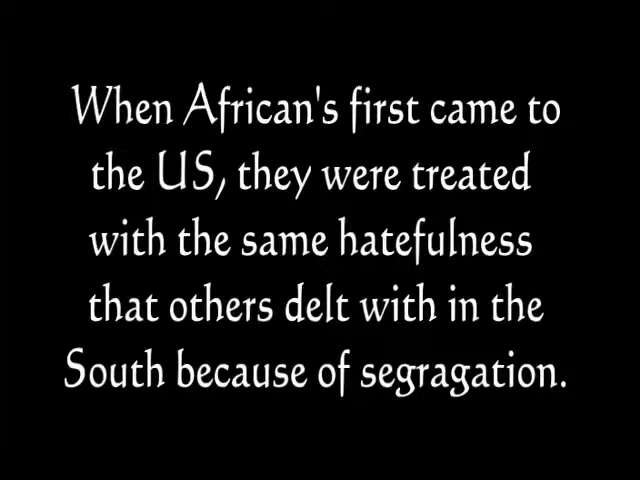 When African's first came to
the US, they were treated
with the same hatefulness
that others delt with in the
South because of segragation.